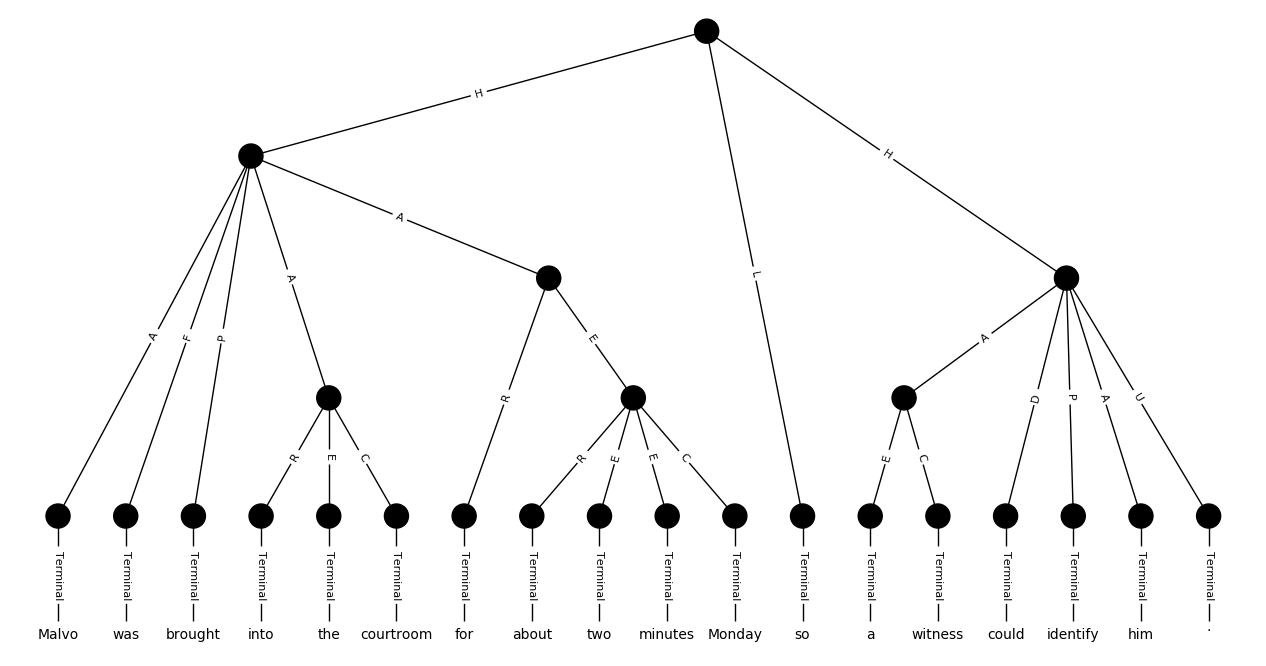 H
H
A
L
A
A
F
P
A
E
A
D
P
A
U
R
R
E
C
R
E
E
C
E
C
Terminal Terminal Terminal Terminal Terminal Terminal Terminal Terminal Terminal Terminal Terminal Terminal Terminal Terminal Terminal Terminal Terminal Terminal
Malvo was brought into the courtroom for about two minutes Monday so a witness could identify him .